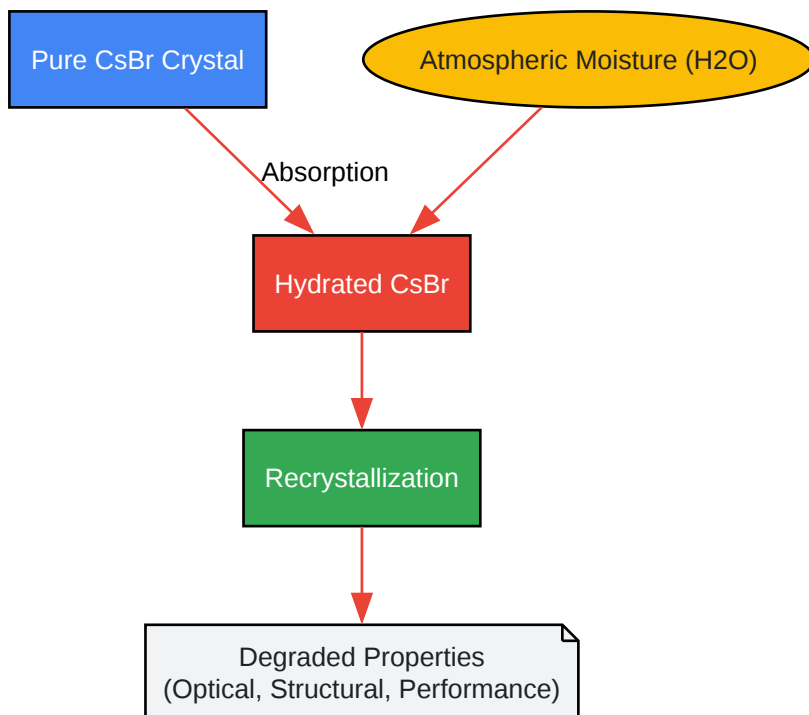 Pure CsBr Crystal
Atmospheric Moisture (H2O)
Absorption
Hydrated CsBr
Recrystallization
Degraded Properties
(Optical, Structural, Performance)